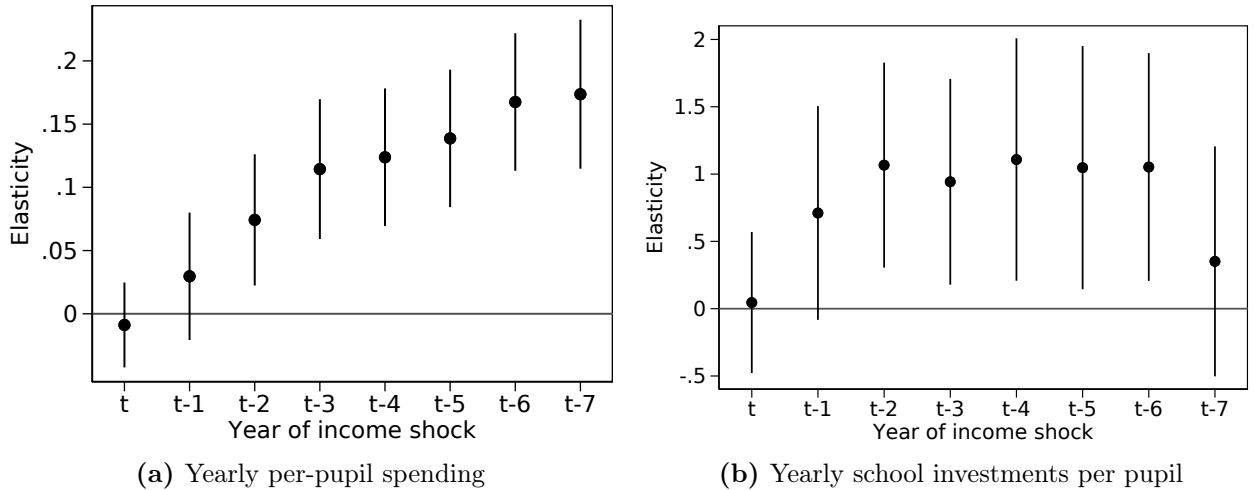 Elasticity
.2
.15
.1
.05
0
t t-1 t-2 t-3 t-4 t-5 t-6 t-7
Year of income shock
(a) Yearly per-pupil spending
Elasticity
2
1.5
1
.5
0
-.5
t t-1 t-2 t-3 t-4 t-5 t-6 t-7
Year of income shock
(b) Yearly school investments per pupil